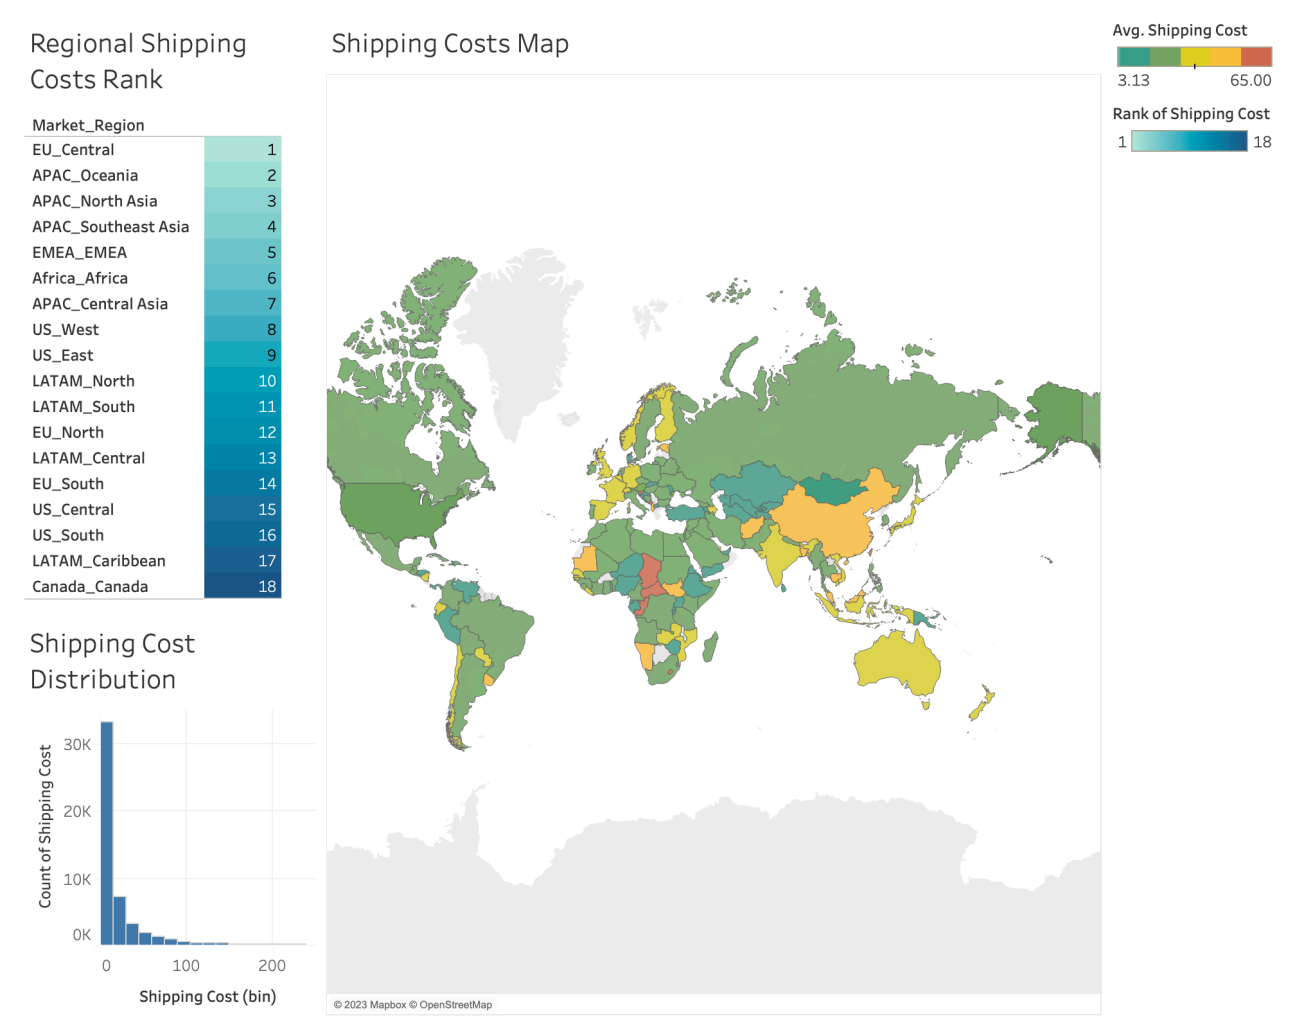 Regional Shipping
Costs Rank
Market_Region
EU_Central 1
APAC_Oceania 2
APAC_North Asia 3
APAC_Southeast Asia 4
EMEA_EMEA 5
Africa_Africa 6
APAC_Central Asia 7
US_West 8
US_East 9
LATAM_North 10
LATAM_South 11
EU_North 12
LATAM_Central 13
EU_South 14
US_Central 15
US_South 16
LATAM_Caribbean 17
Canada_Canada 18
Shipping Cost
Distribution
Count of Shipping Cost
30K
20K
10K
0K
0 100 200
Shipping Cost (bin)
Shipping Costs Map
© 2023 Mapbox © OpenStreetMap
Avg. Shipping Cost
3.13 65.00
Rank of Shipping Cost
1 18